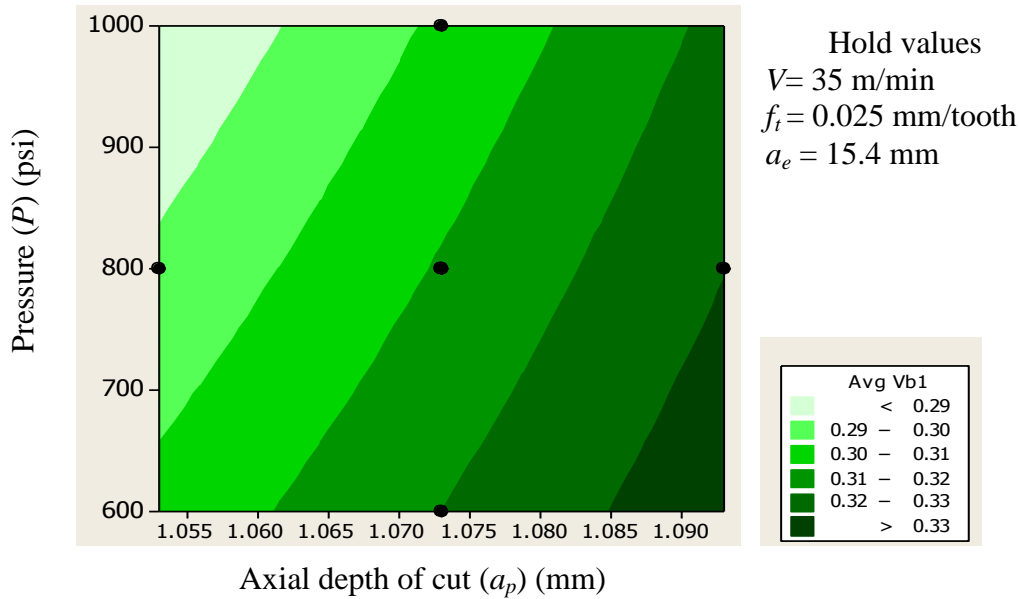 1000
900
800
700
600
Pressure (P) (psi)
1.055 1.060 1.065 1.070 1.075 1.080 1.085 1.090
Axial depth of cut (aₚ) (mm)
Hold values
V= 35 m/min
fₜ = 0.025 mm/tooth
aₑ = 15.4 mm
Avg Vb1
< 0.29
0.29 – 0.30
0.30 – 0.31
0.31 – 0.32
0.32 – 0.33
> 0.33